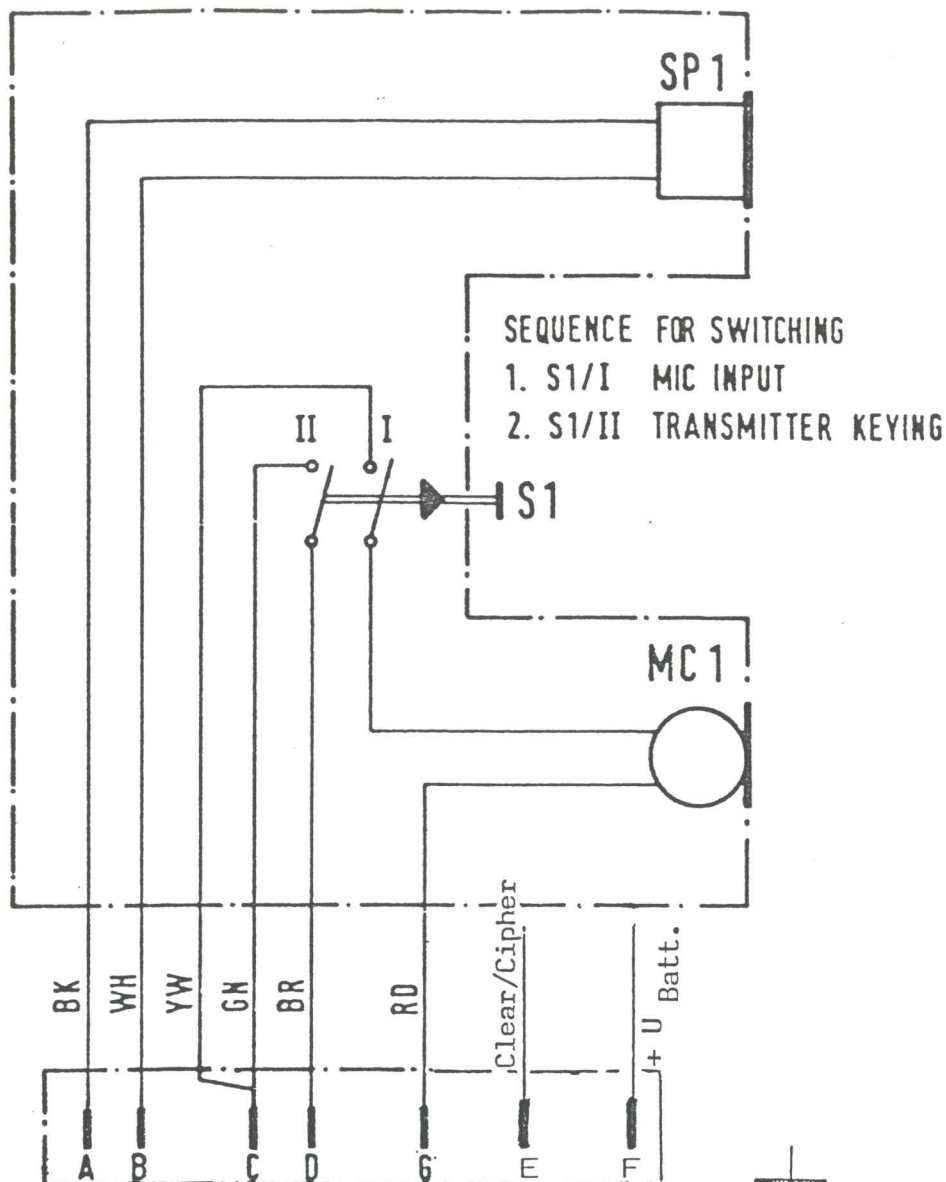 SP1
SEQUENCE FOR SWITCHING
1. S1/I MIC INPUT
2. S1/II TRANSMITTER KEYING
II I
S1
MC1
BK
WH
YW
GN
BR
RD
Clear/Cipher
+ U Batt.
A B C D G E F